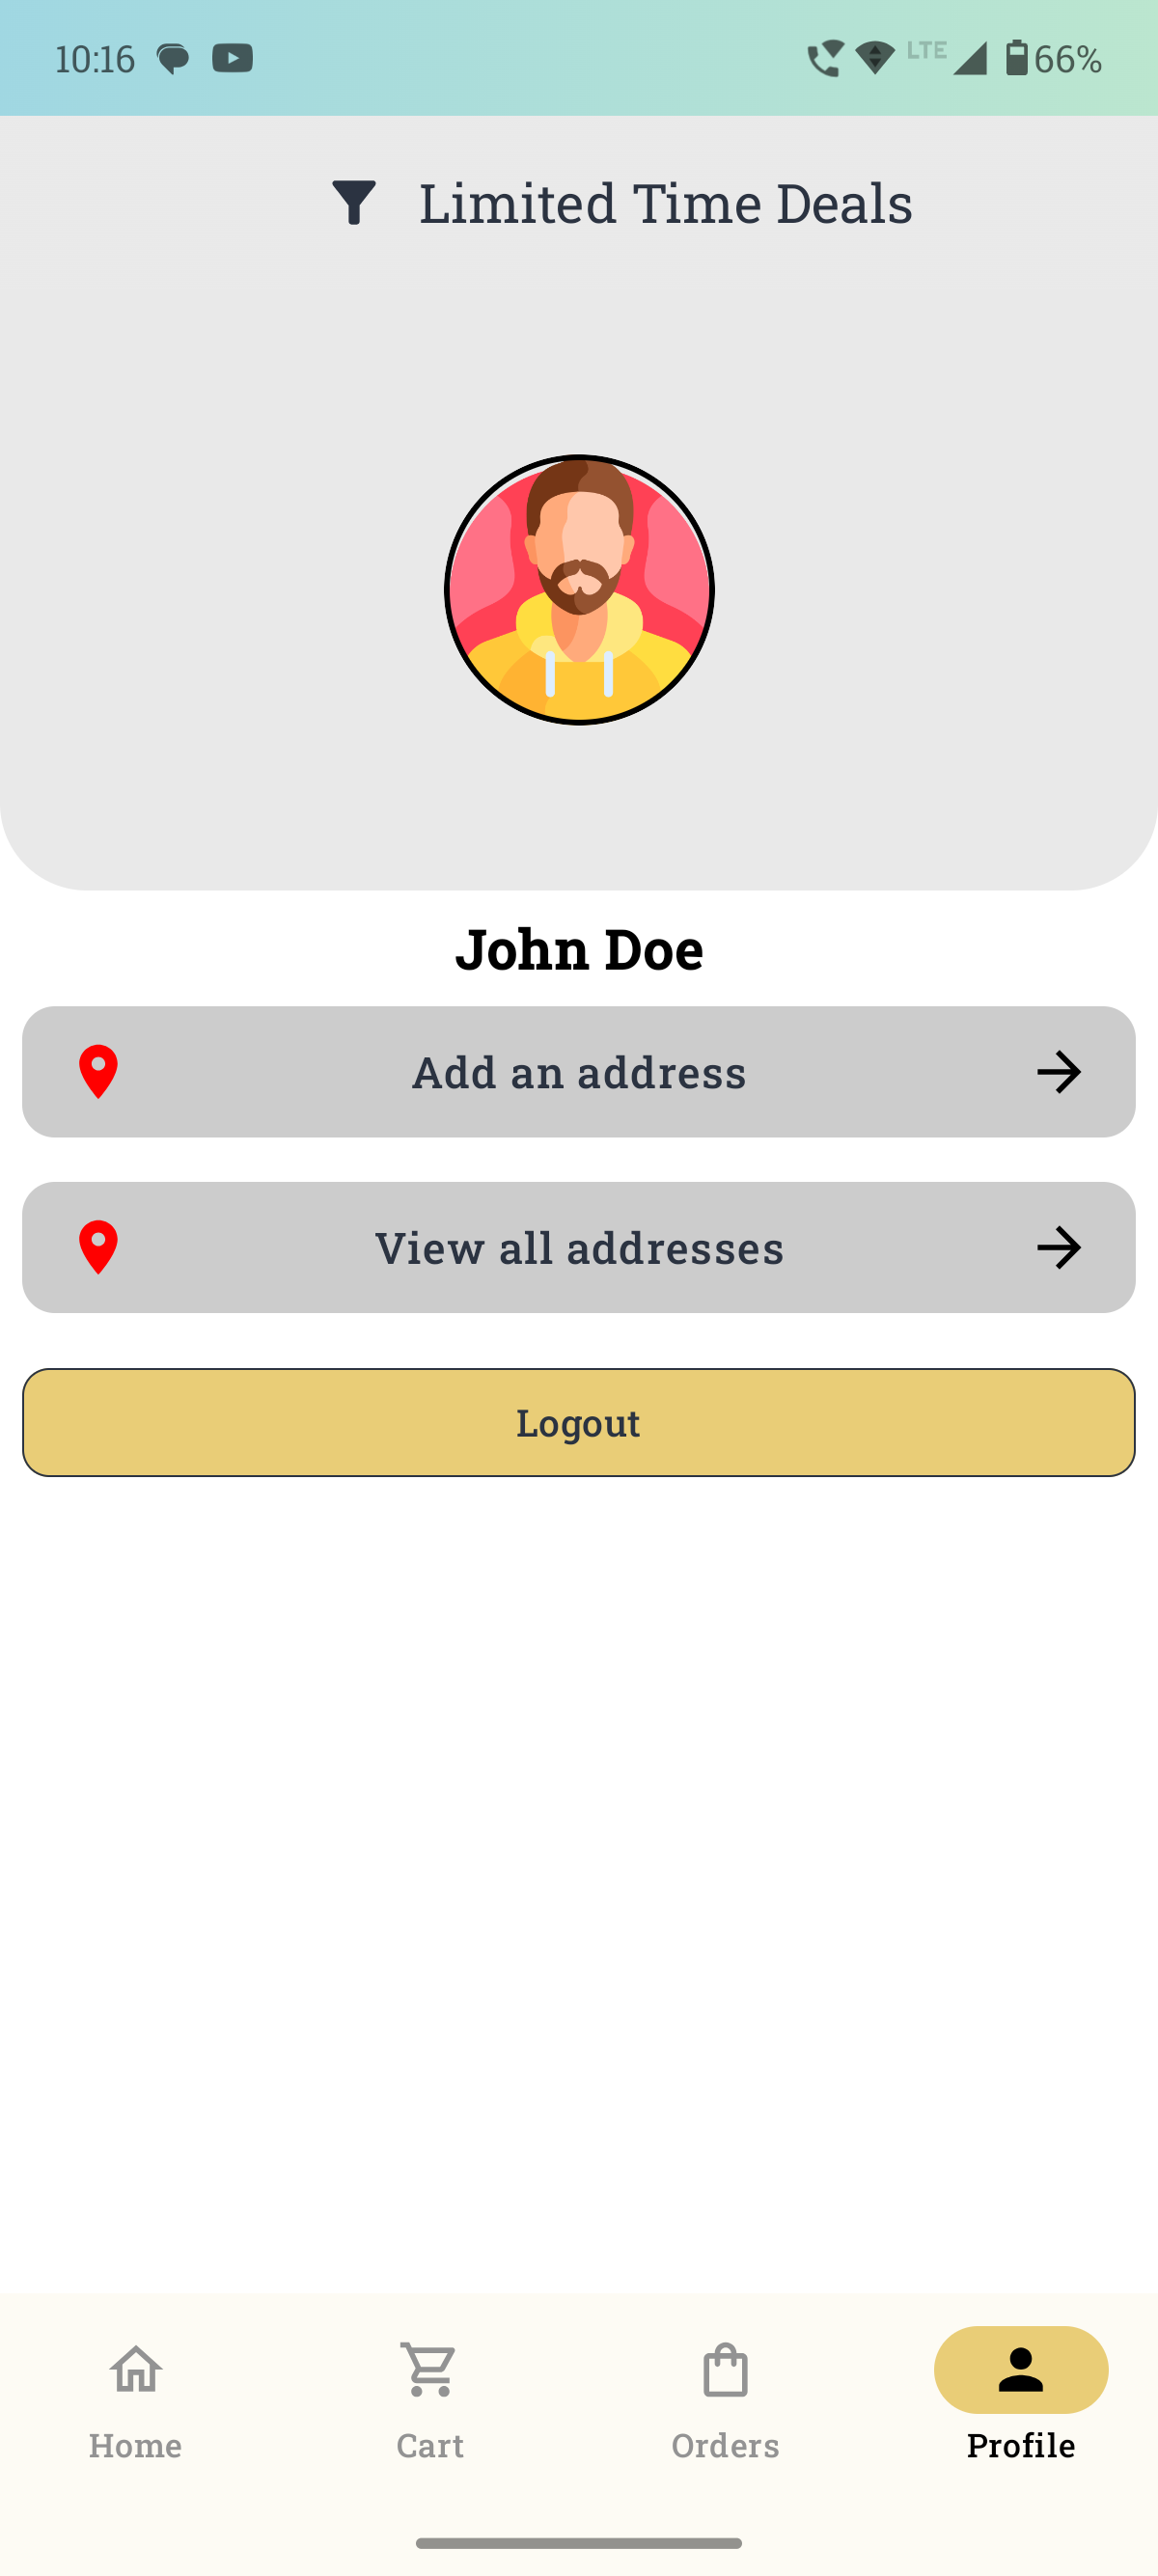 10:16 LTE 66%
Limited Time Deals
John Doe
Add an address
View all addresses
Logout
Home Cart Orders Profile